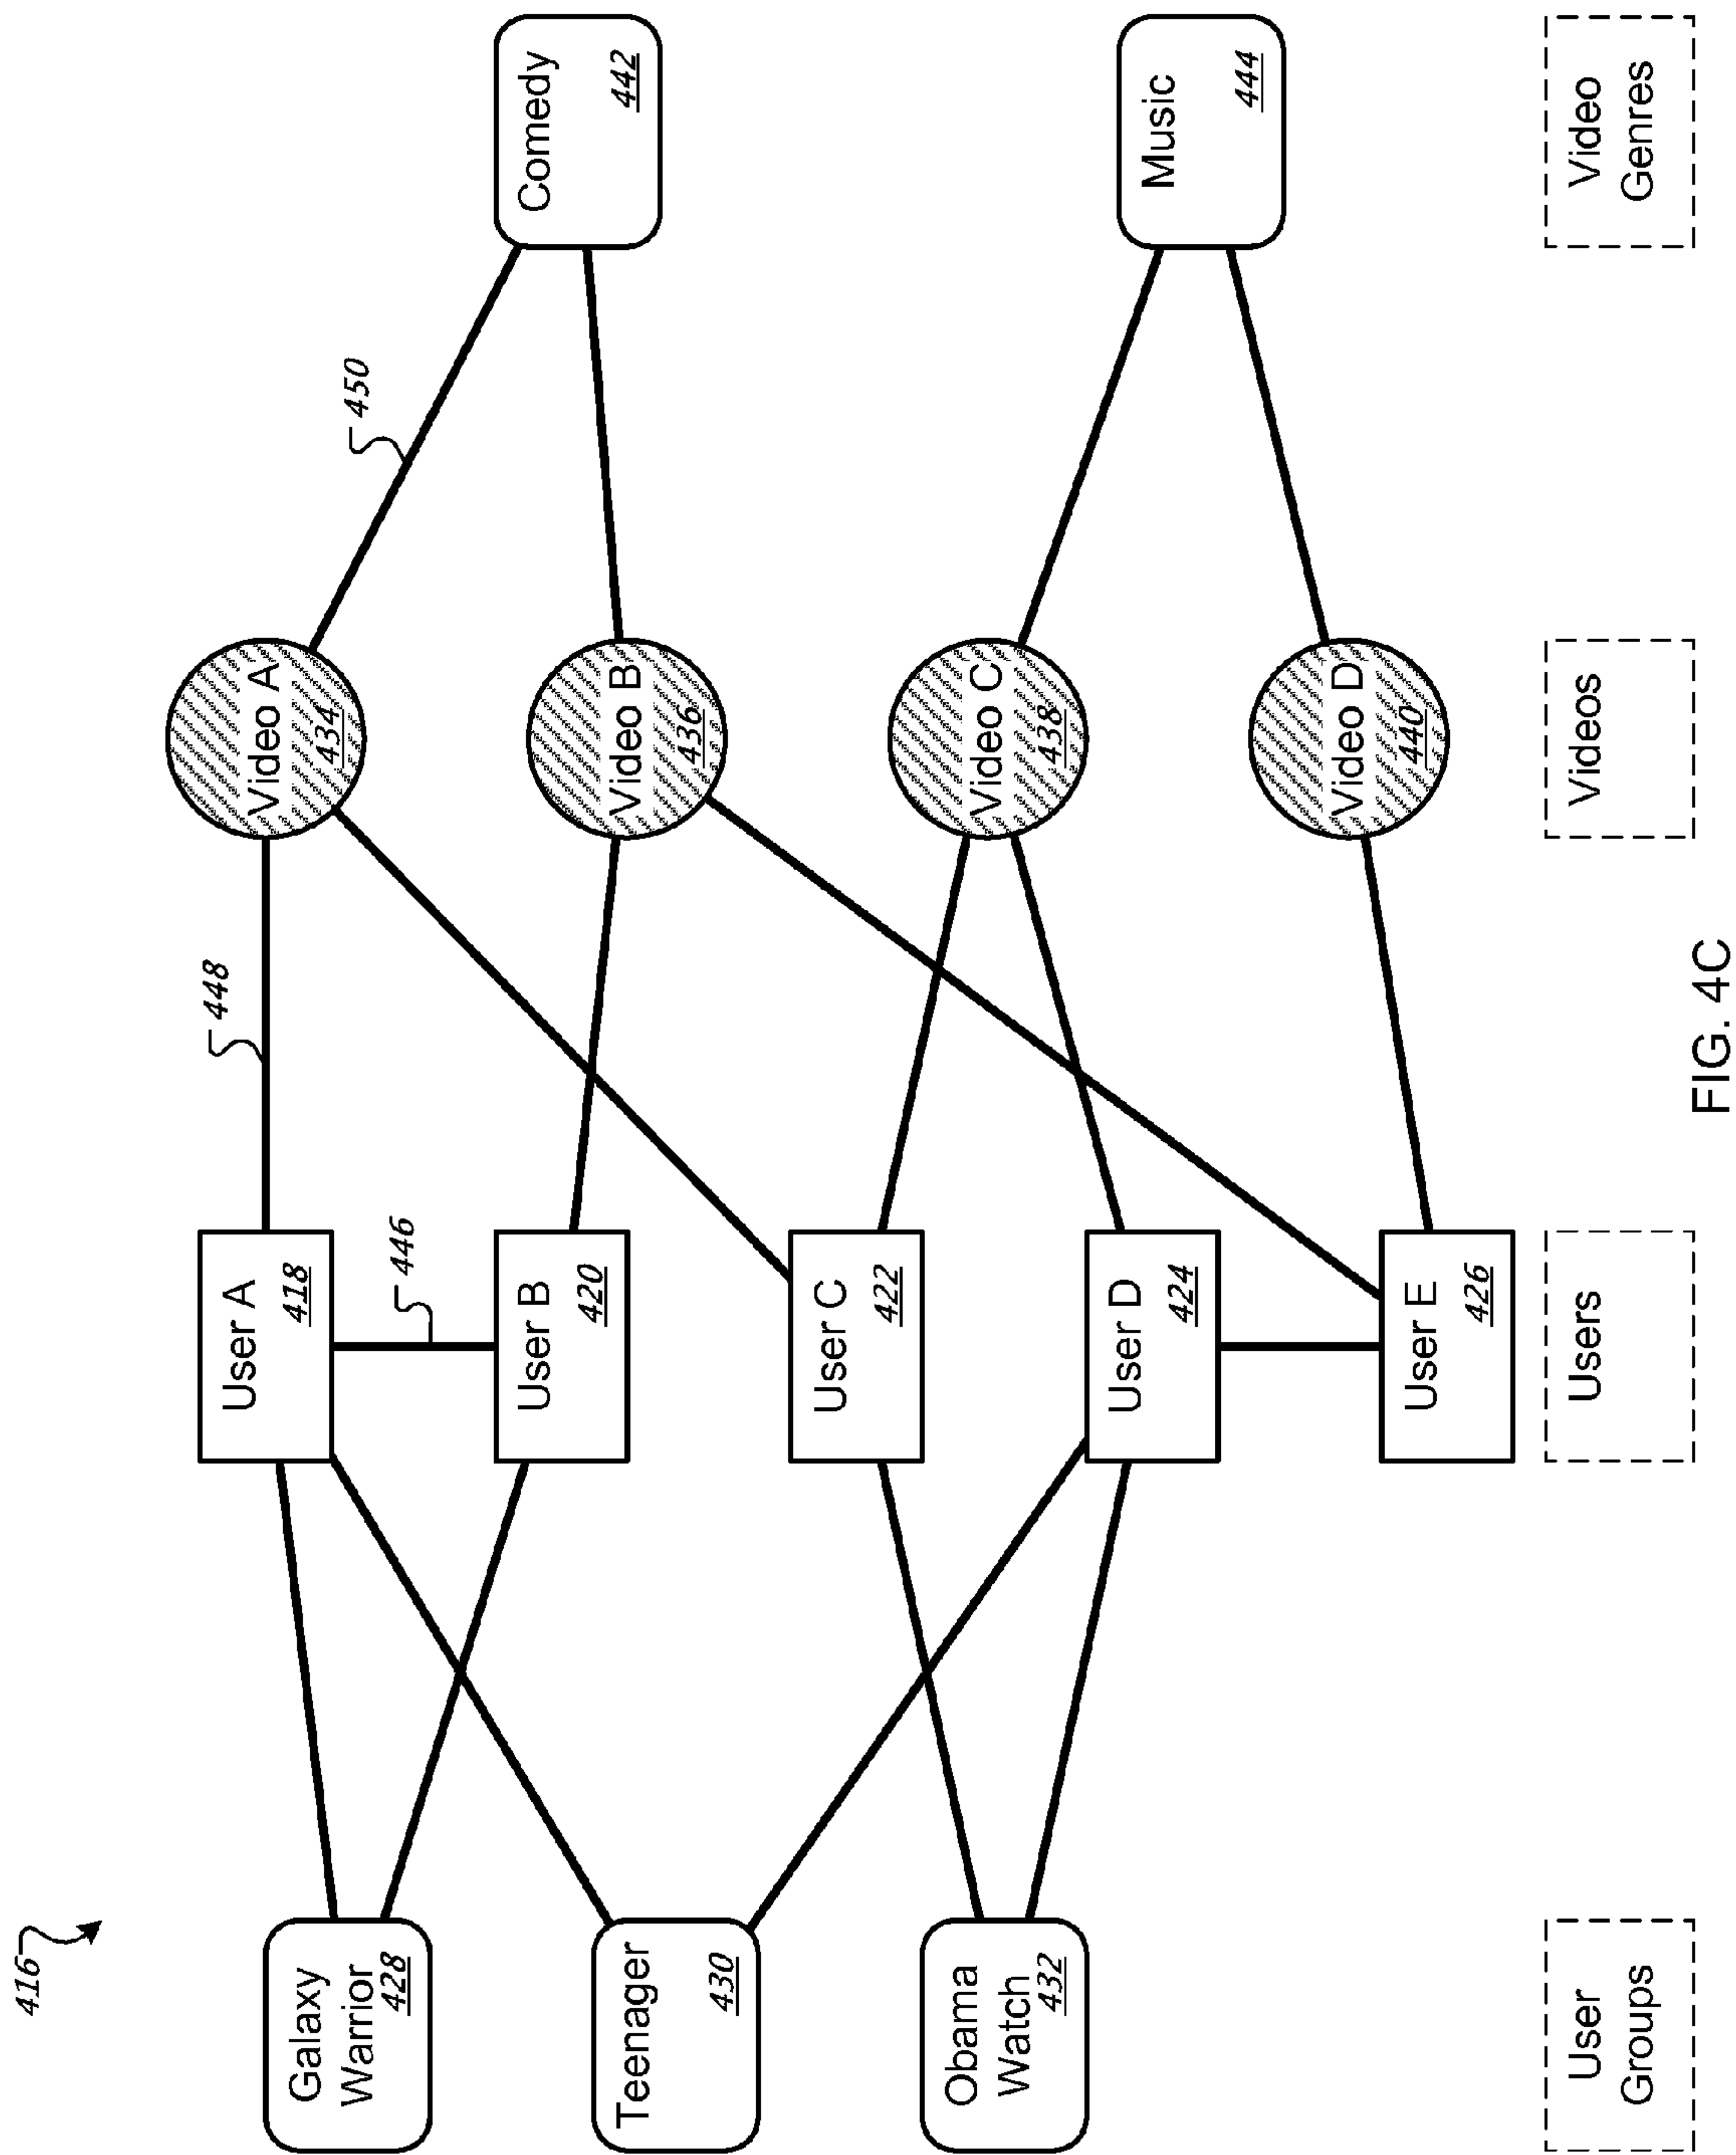 416
Galaxy
Warrior
428
Teenager
430
Obama
Watch
432
User
Groups
User A
418
446
User B
420
User C
422
User D
424
User E
426
Users
448
Video A
434
Video B
436
Video C
438
Video D
440
Videos
450
Comedy
442
Music
444
Video
Genres
FIG. 4C